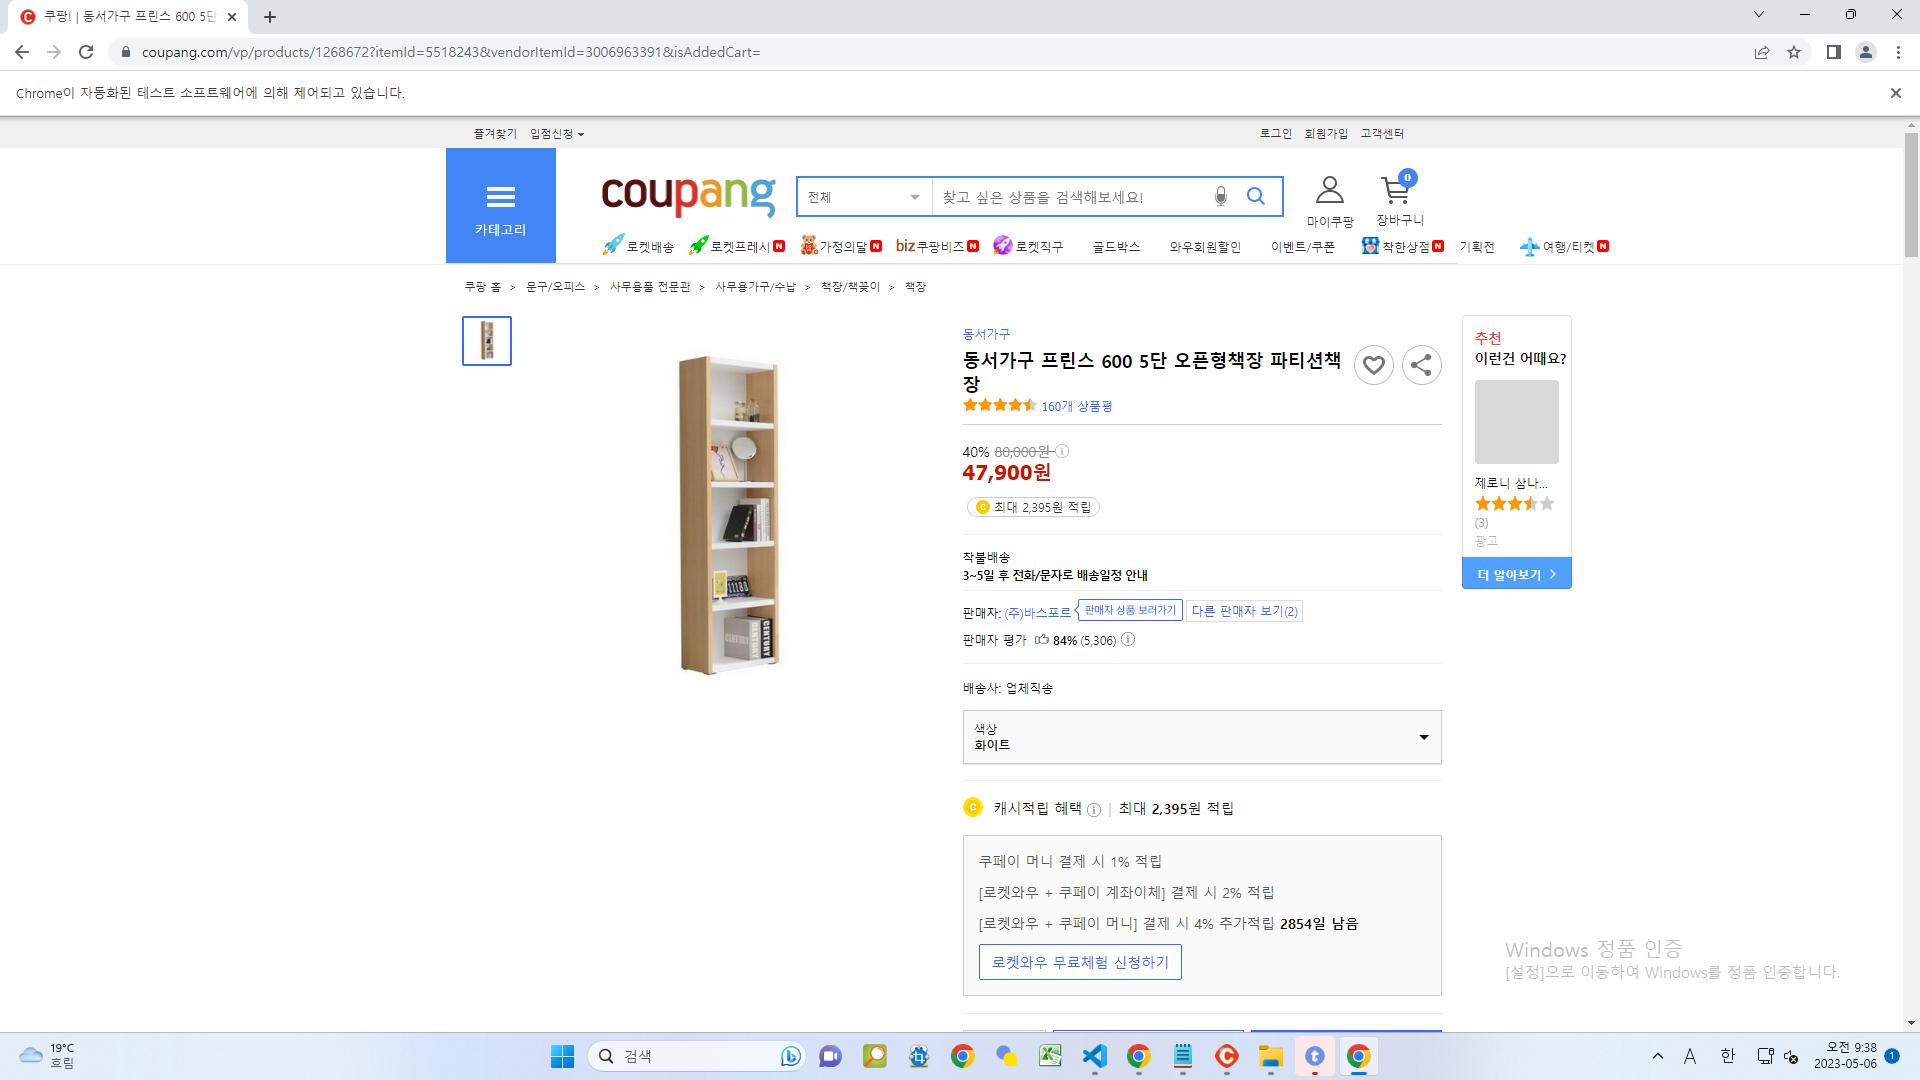 쿠팡! | 동서가구 프린스 600 5단
coupang.com/vp/products/1268672?itemId=5518243&vendorItemId=3006963391&isAddedCart=
Chrome이 자동화된 테스트 소프트웨어에 의해 제어되고 있습니다.
즐겨찾기 입점신청
로그인 회원가입 고객센터
카테고리
coupang
전체
찾고 싶은 상품을 검색해보세요!
마이쿠팡
0
장바구니
로켓배송 로켓프레시 N 가정의달 N biz 쿠팡비즈 N 로켓직구 골드박스 와우회원할인 이벤트/쿠폰 착한상점 N 기획전 여행/티켓 N
쿠팡 홈 > 문구/오피스 > 사무용품 전문관 > 사무용가구/수납 > 책장/책꽂이 > 책장
동서가구
동서가구 프린스 600 5단 오픈형책장 파티션책
장
160개 상품평
40% 80,000원
47,900원
최대 2,395원 적립
착불배송
3~5일 후 전화/문자로 배송일정 안내
판매자: (주)바스포르 판매자 상품 보러가기 다른 판매자 보기(2)
판매자 평가 84% (5,306)
배송사: 업체직송
색상
화이트
캐시적립 혜택 | 최대 2,395원 적립
쿠페이 머니 결제 시 1% 적립
[로켓와우 + 쿠페이 계좌이체] 결제 시 2% 적립
[로켓와우 + 쿠페이 머니] 결제 시 4% 추가적립 2854일 남음
로켓와우 무료체험 신청하기
추천
이런건 어때요?
제로니 삼나...
(3)
광고
더 알아보기 >
CENTURY
CENTURY
Windows 정품 인증
[설정]으로 이동하여 Windows를 정품 인증합니다.
19°C
흐림
검색
A 한
오전 9:38
2023-05-06
1